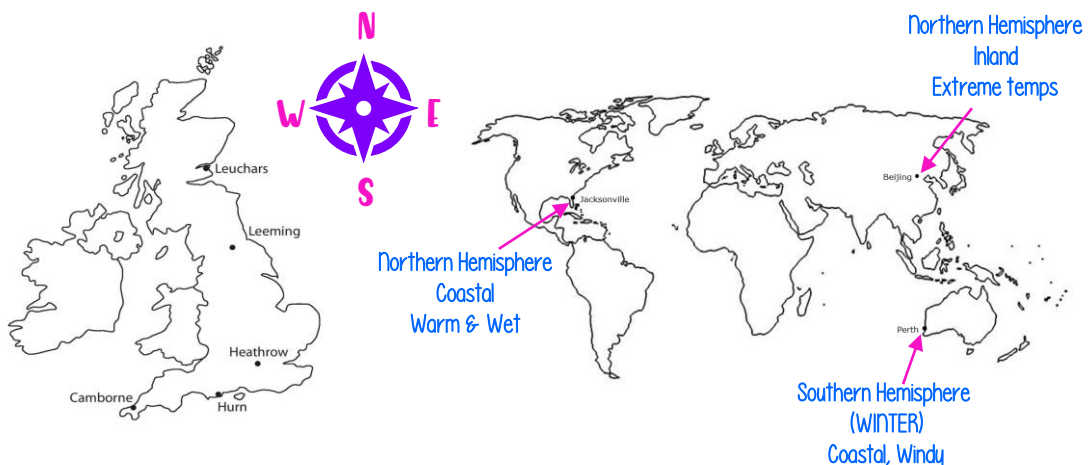 N
W
E
S
Leuchars
Leeming
Heathrow
Camborne
Hurn
Northern Hemisphere
Inland
Extreme temps
Beijing
Jacksonville
Northern Hemisphere
Coastal
Warm & Wet
Perth
Southern Hemisphere
(WINTER)
Coastal, Windy